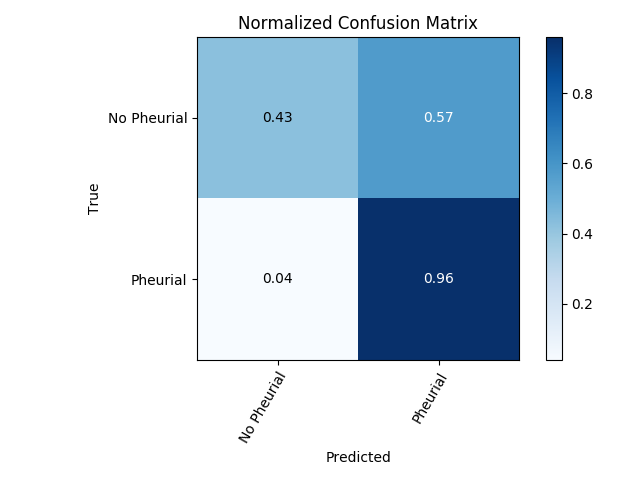 Normalized Confusion Matrix
No Pheurial
0.43
0.57
Pheurial
0.04
0.96
True
No Pheurial
Pheurial
Predicted
0.8
0.6
0.4
0.2